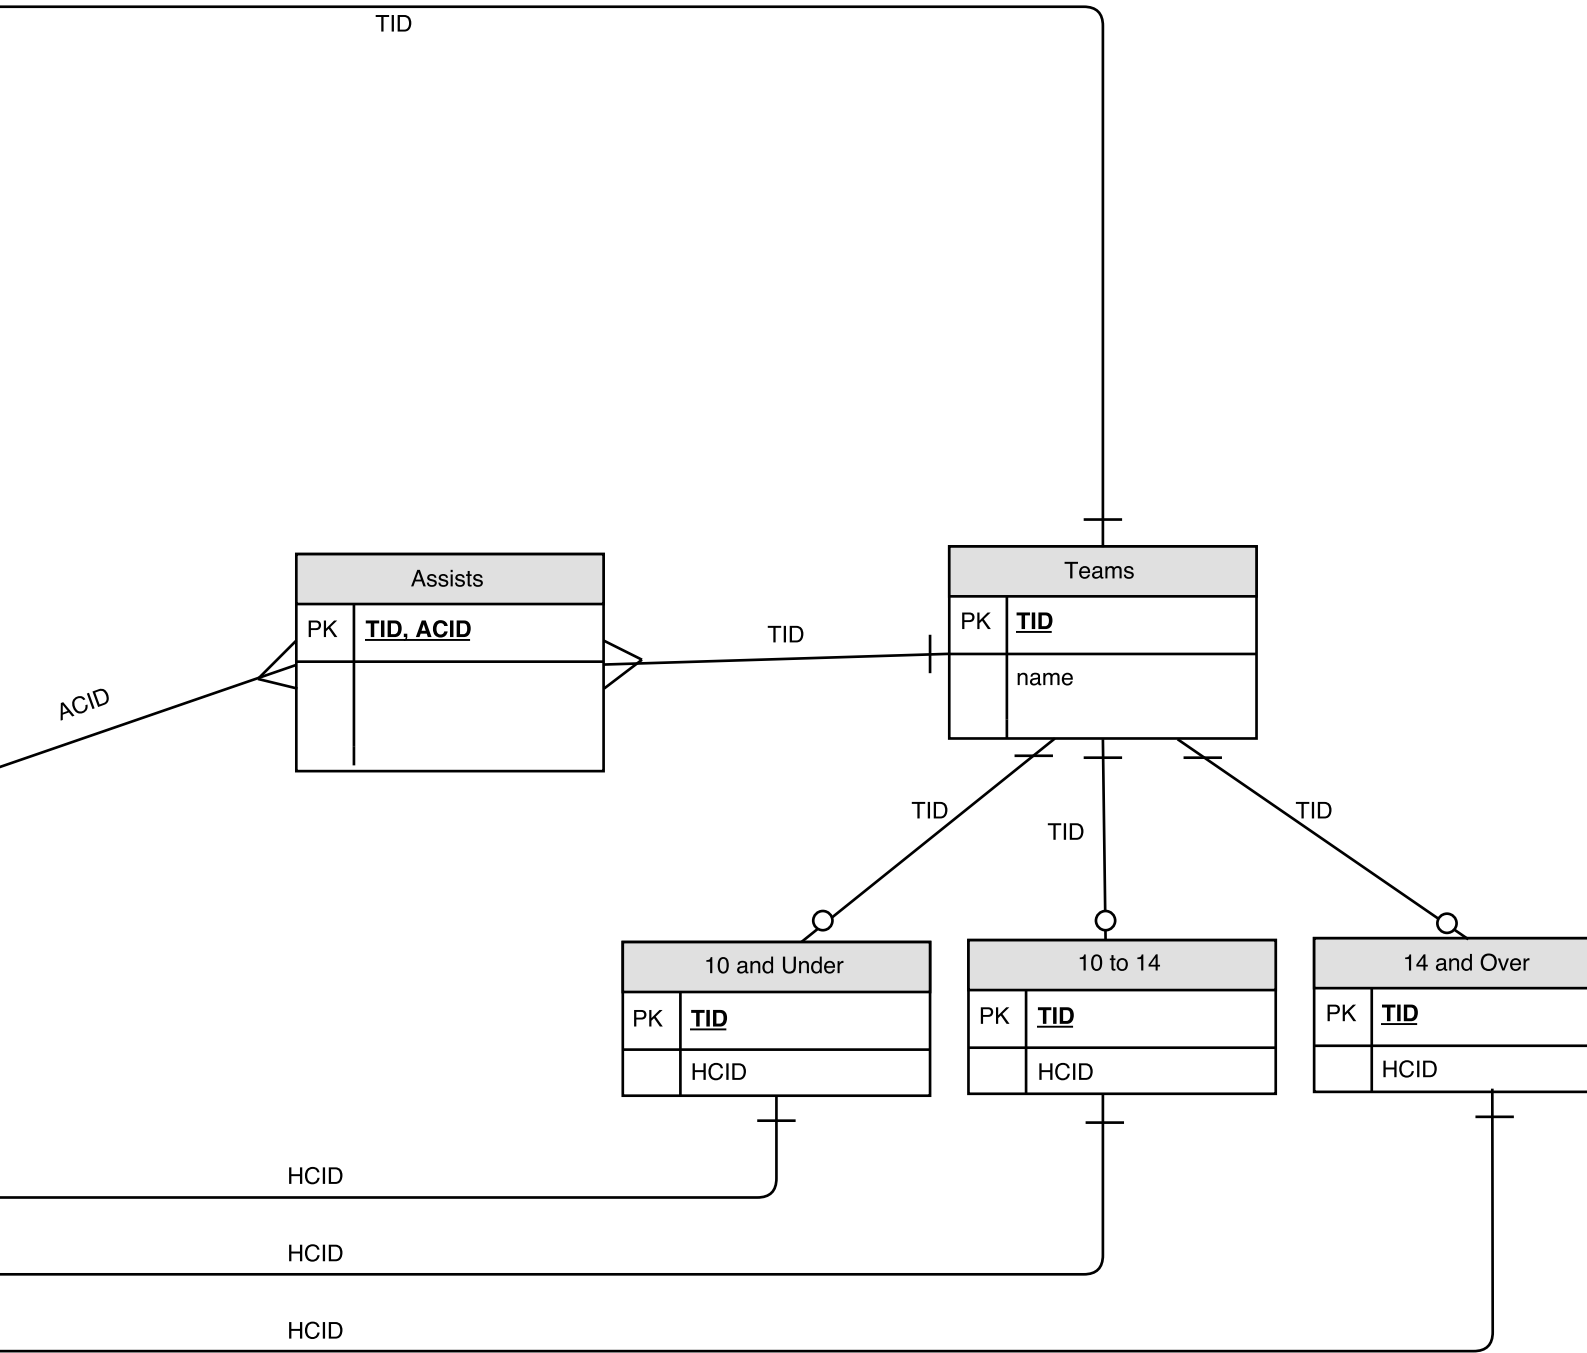 TID
Assists
PK TID, ACID
ACID
TID
Teams
PK TID
name
TID
TID
TID
10 and Under
PK TID
HCID
10 to 14
PK TID
HCID
14 and Over
PK TID
HCID
HCID
HCID
HCID